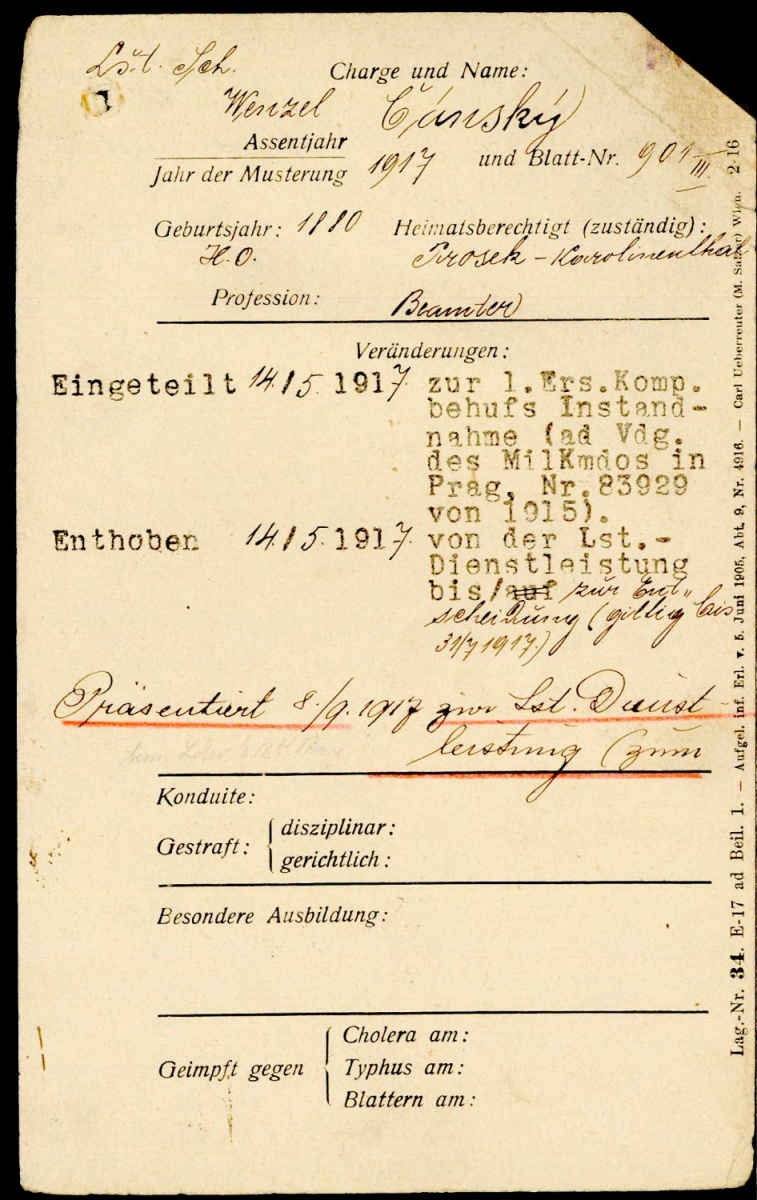 Lst. Sch. Charge und Name:
Wenzel Čánský
Assentjahr
Jahr der Musterung 1917 und Blatt-Nr. 901 III.
Geburtsjahr: 1880 Heimatsberechtigt (zuständig):
H.O. Prosek - Karolinenthal
Profession: Beamter
Veränderungen:
Eingeteilt 14./5. 1917. zur 1.Ers.Komp.
behufs Instand-
nahme (ad Vdg.
des MilKmdos in
Prag, Nr.83929
von 1915).
Enthoben 14./5. 1917. von der Lst.-
Dienstleistung
bis/auf zur Ent-
scheidung (giltig bis
31/7 1917.)
Präsentiert 8./9. 1917 zur Lst. Dienst
leistung (zum
Konduite:
Gestraft: disziplinar:
gerichtlich:
Besondere Ausbildung:
Geimpft gegen Cholera am:
Typhus am:
Blattern am:
Lag.-Nr. 34. E-17 ad Beil. 1. — Aufgel. inf. Erl. v. 5. Juni 1905, Abt. 9, Nr. 4916. — Carl Ueberreuter (M. Salzer) Wien. 2-16